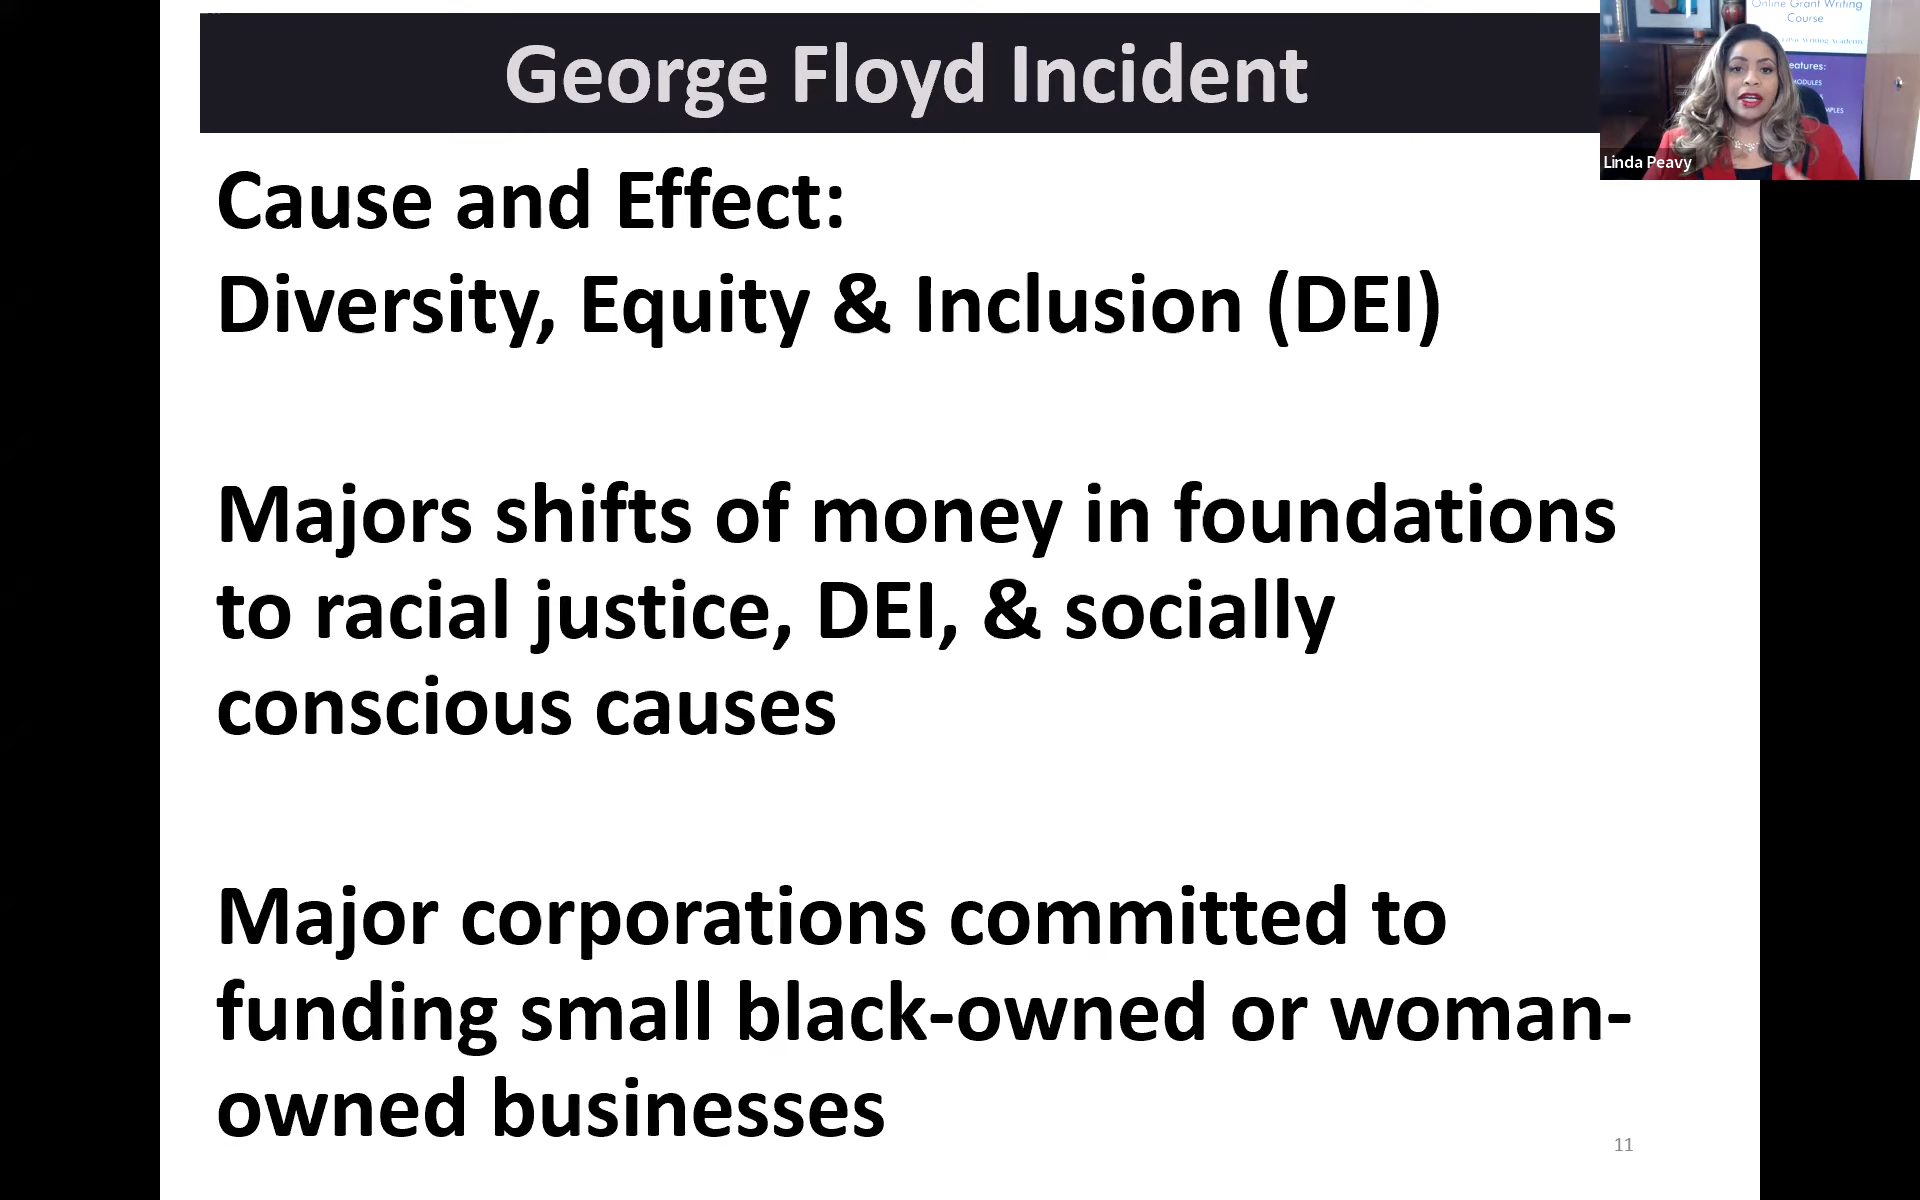 George Floyd Incident
Cause and Effect:
Diversity, Equity & Inclusion (DEI)
Majors shifts of money in foundations
to racial justice, DEI, & socially
conscious causes
Major corporations committed to
funding small black-owned or woman-
owned businesses
11
Online Grant Writing
Course
Linda Peavy